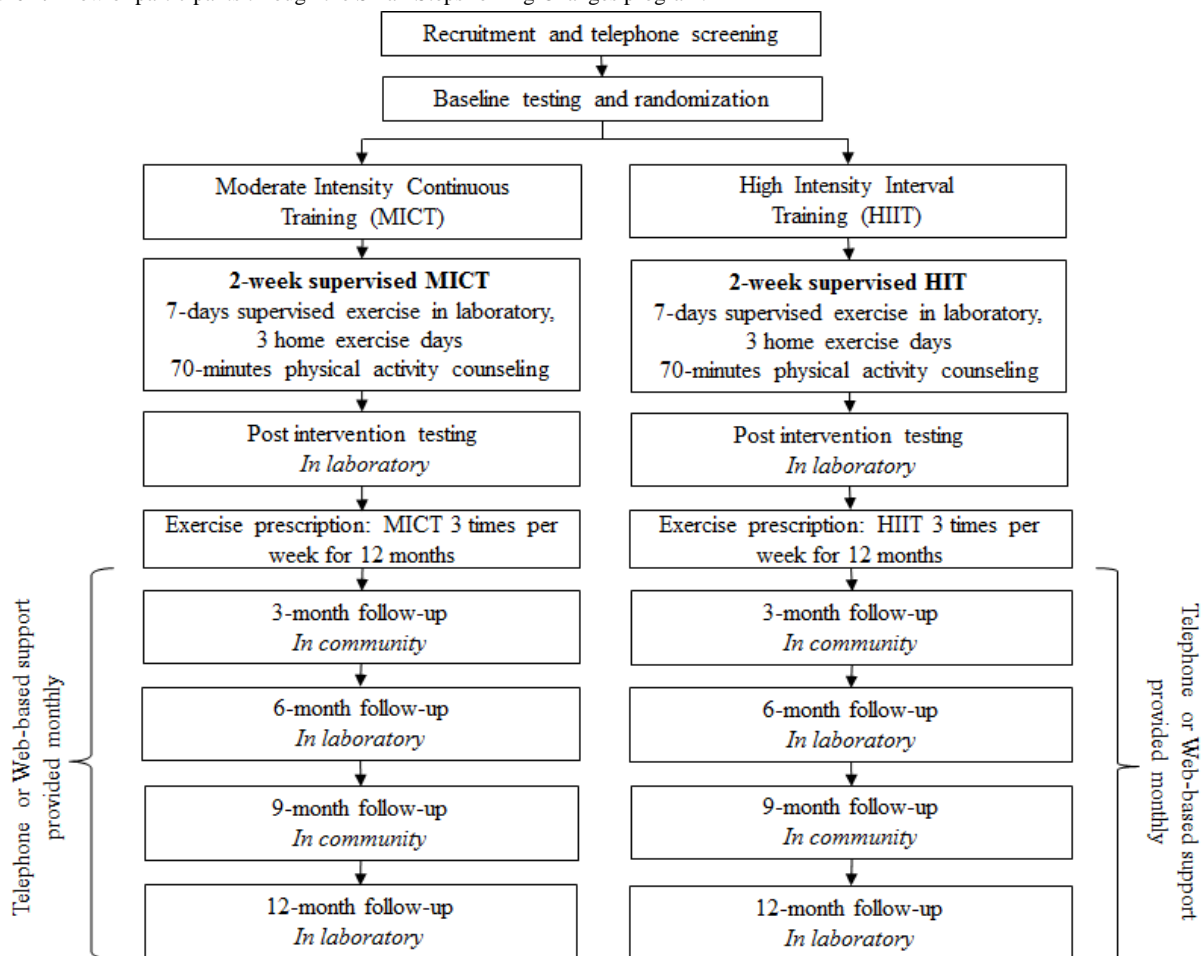 Recruitment and telephone screening
Baseline testing and randomization
Moderate Intensity Continuous
Training (MICT)
2-week supervised MICT
7-days supervised exercise in laboratory,
3 home exercise days
70-minutes physical activity counseling
Post intervention testing
In laboratory
Exercise prescription: MICT 3 times per
week for 12 months
3-month follow-up
In community
6-month follow-up
In laboratory
9-month follow-up
In community
12-month follow-up
In laboratory
Telephone or Web-based support
provided monthly
High Intensity Interval
Training (HIIT)
2-week supervised HIT
7-days supervised exercise in laboratory,
3 home exercise days
70-minutes physical activity counseling
Post intervention testing
In laboratory
Exercise prescription: HIIT 3 times per
week for 12 months
3-month follow-up
In community
6-month follow-up
In laboratory
9-month follow-up
In community
12-month follow-up
In laboratory
Telephone or Web-based support
provided monthly